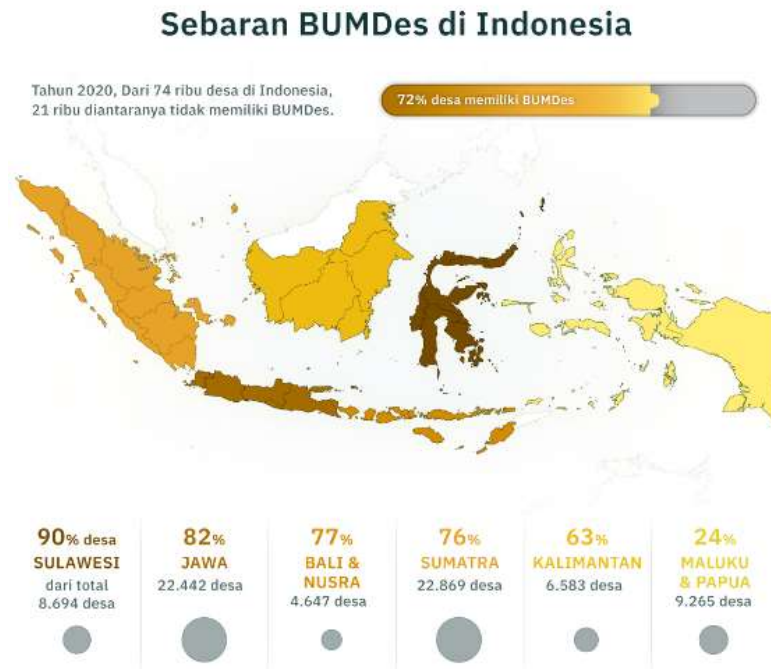 Sebaran BUMDes di Indonesia
Tahun 2020, Dari 74 ribu desa di Indonesia,
21 ribu diantaranya tidak memiliki BUMDes.
72% desa memiliki BUMDes
90% desa
SULAWESI
dari total
8.694 desa
82%
JAWA
22.442 desa
77%
BALI &
NUSRA
4.647 desa
76%
SUMATRA
22.869 desa
63%
KALIMANTAN
6.583 desa
24%
MALUKU
& PAPUA
9.265 desa